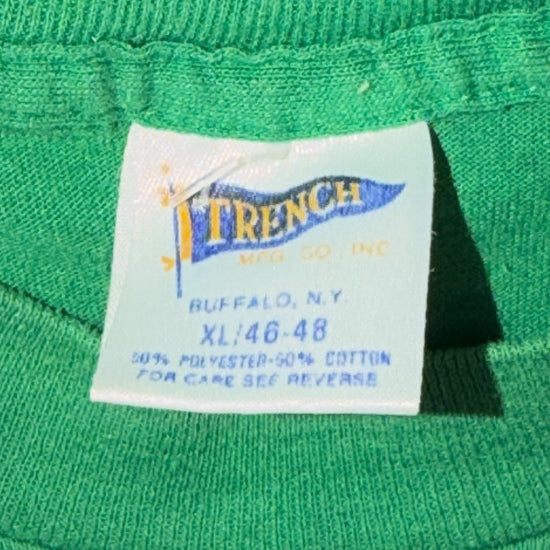 TRENCH
MFG. CO., INC.
BUFFALO, N.Y.
XL/46-48
50% POLYESTER-50% COTTON
FOR CARE SEE REVERSE